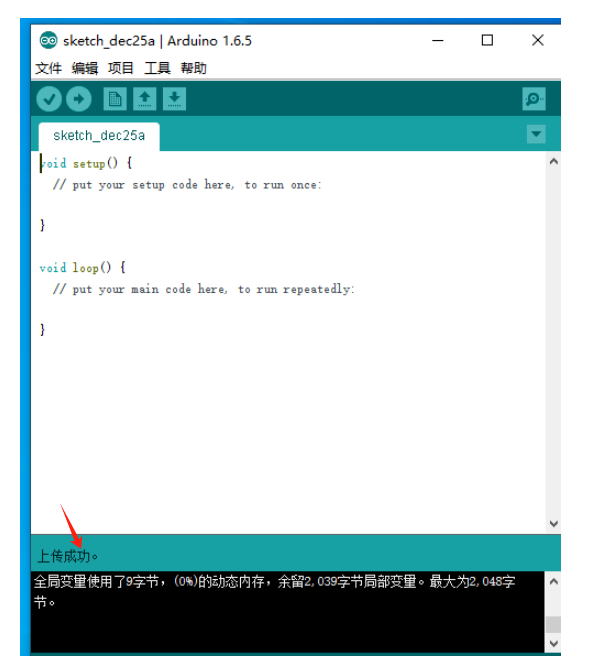 sketch_dec25a | Arduino 1.6.5
文件 编辑 项目 工具 帮助
sketch_dec25a
void setup() {
// put your setup code here, to run once:
}
void loop() {
// put your main code here, to run repeatedly:
}
上传成功。
全局变量使用了9字节，(0%)的动态内存，余留2,039字节局部变量。最大为2,048字
节。